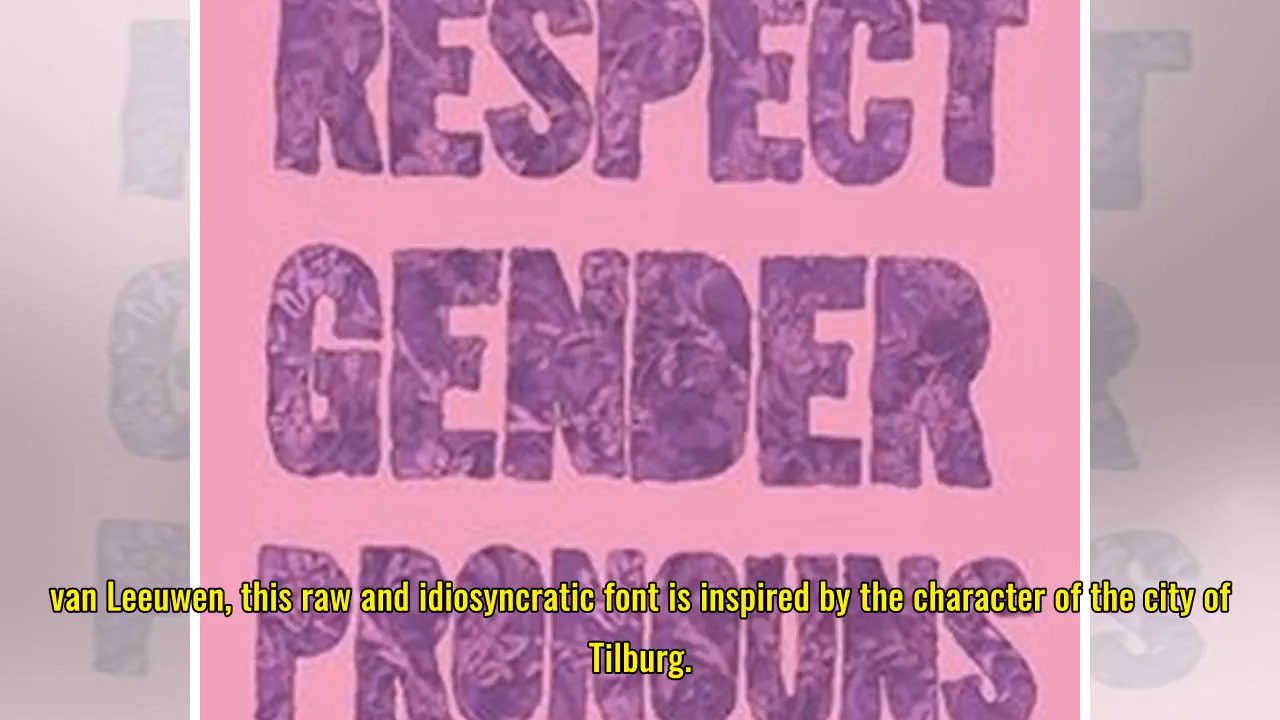 RESPECT
GENDER
PRONOUNS
van Leeuwen, this raw and idiosyncratic font is inspired by the character of the city of
Tilburg.